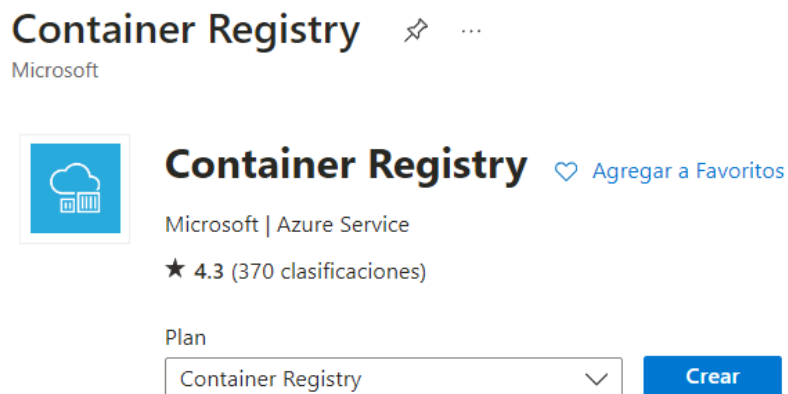 Container Registry
Microsoft
Container Registry
Agregar a Favoritos
Microsoft | Azure Service
★ 4.3 (370 clasificaciones)
Plan
Container Registry
Crear